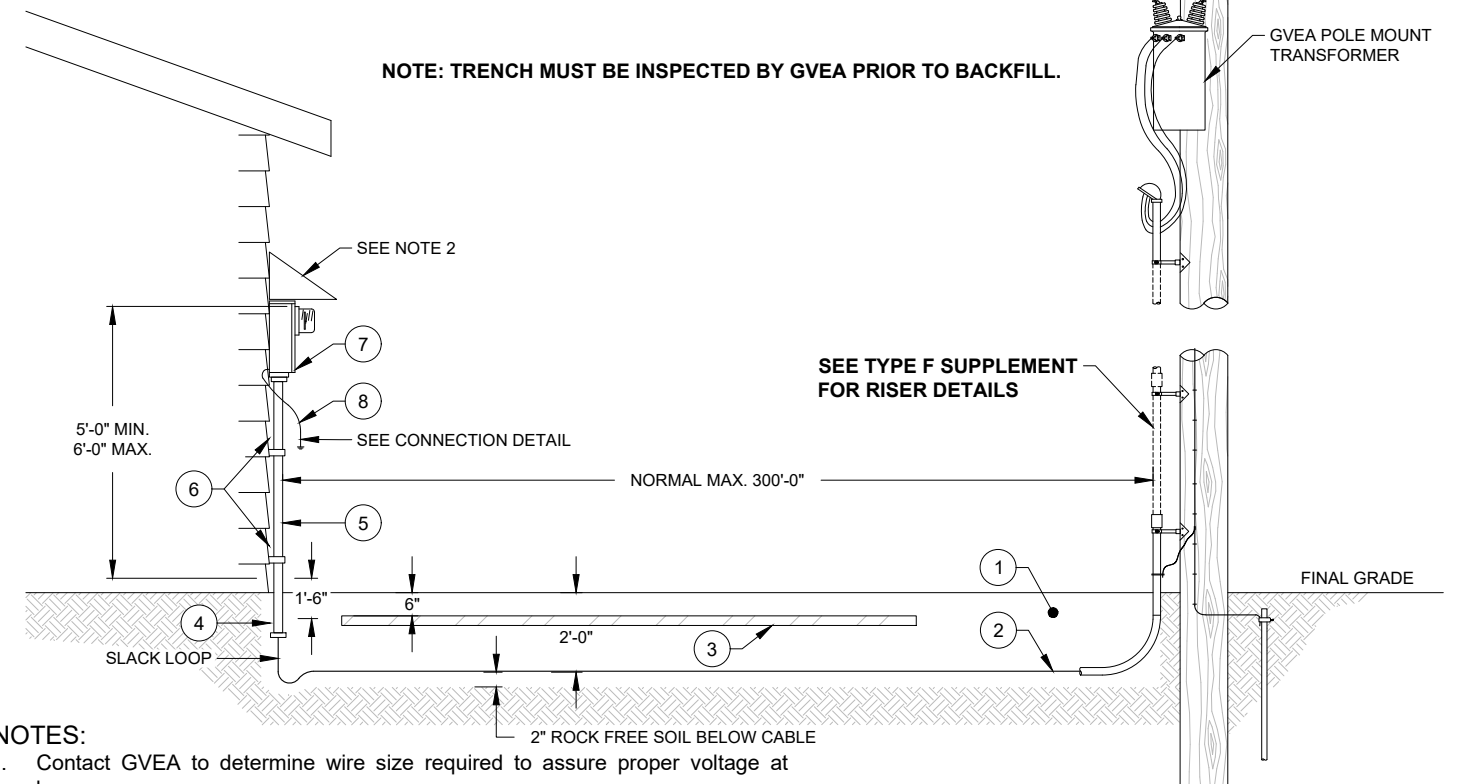 GVEA POLE MOUNT
TRANSFORMER
NOTE: TRENCH MUST BE INSPECTED BY GVEA PRIOR TO BACKFILL.
SEE NOTE 2
7
SEE TYPE F SUPPLEMENT
FOR RISER DETAILS
8
5'-0" MIN.
6'-0" MAX.
SEE CONNECTION DETAIL
6
NORMAL MAX. 300'-0"
5
1
FINAL GRADE
1'-6"
6"
4
2'-0"
3
2
SLACK LOOP
2" ROCK FREE SOIL BELOW CABLE
NOTES:
. Contact GVEA to determine wire size required to assure proper voltage at